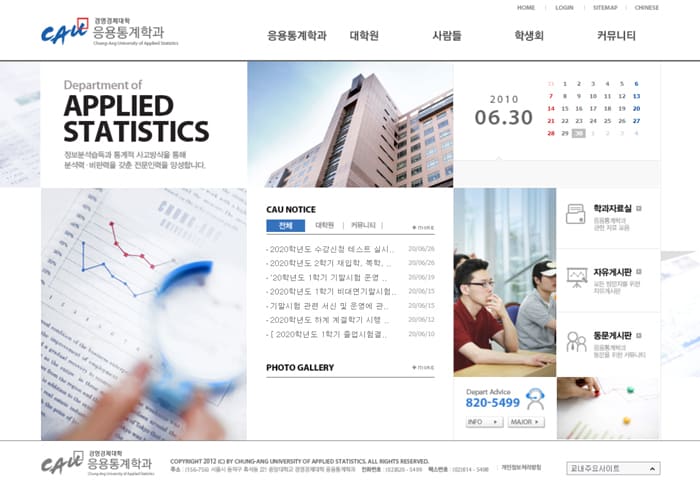 HOME | LOGIN | SITEMAP | CHINESE
CAU 경영경제대학
응용통계학과
Chung-Ang University of Applied Statistics
응용통계학과 대학원 사람들 학생회 커뮤니티
Department of
APPLIED
STATISTICS
정보분석습득과 통계적 사고방식을 통해
분석력·비판력을 갖춘 전문인력을 양성합니다.
2010
06.30
31 1 2 3 4 5 6
7 8 9 10 11 12 13
14 15 16 17 18 19 20
21 22 23 24 25 26 27
28 29 30 1 2 3 4
CAU NOTICE
전체 대학원 | 커뮤니티 | + more
- 2020학년도 수강신청 테스트 실시.. 20/06/26
- 2020학년도 2학기 재입학, 복학, .. 20/06/26
- '20학년도 1학기 기말시험 운영 .. 20/06/19
- 2020학년도 1학기 비대면기말시험.. 20/06/15
- 기말시험 관련 서신 및 운영에 관.. 20/06/15
- 2020학년도 하계 계절학기 시행 .. 20/06/12
- [ 2020학년도 1학기 졸업시험결.. 20/06/10
PHOTO GALLERY + more
학과자료실
응용통계학과
관련 자료 모음
자유게시판
모든 방문자를 위한
자유게시판
동문게시판
응용통계학과
동문을 위한 커뮤니티
Depart Advice
820-5499
INFO MAJOR
CAU 경영경제대학
응용통계학과
Chung-Ang University of Applied Statistics
COPYRIGHT 2012 (C) BY CHUNG-ANG UNIVERSITY OF APPLIED STATISTICS. ALL RIGHTS RESERVED.
주소 : (156-756) 서울시 동작구 흑석동 221 중앙대학교 경영경제대학 응용통계학과 전화번호 : (02)820 - 5499 팩스번호 : (02)814 - 5498 | 개인정보처리방침
교내주요사이트